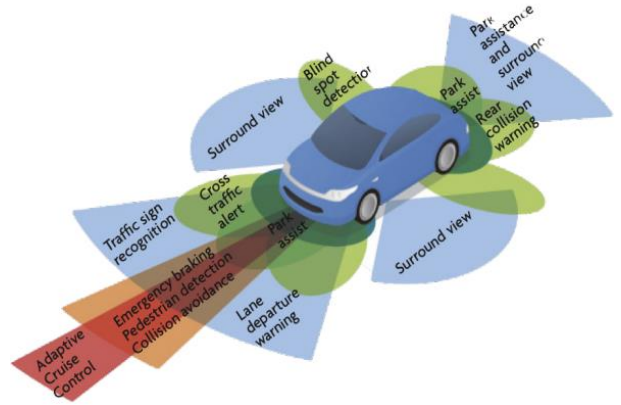 Park
assistance
and
surround
view
Blind
spot
detection
Park
assist
Rear
collision
warning
Surround view
Cross
traffic
alert
Traffic sign
recognition
Park
assist
Surround view
Emergency braking
Pedestrian detection
Collision avoidance
Lane
departure
warning
Adaptive
Cruise
Control